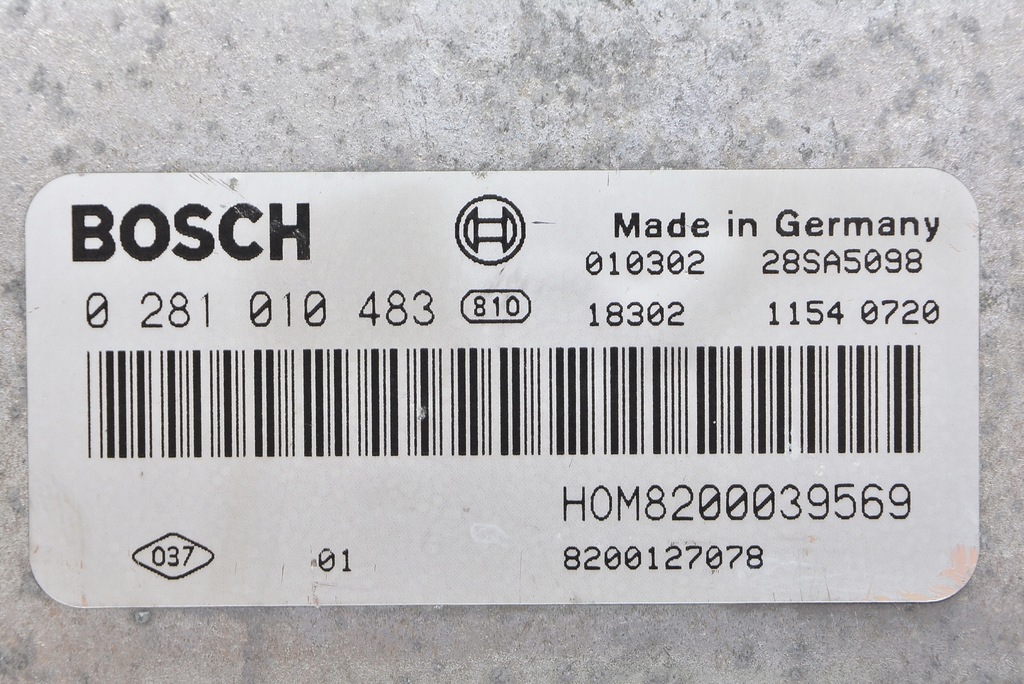 BOSCH
Made in Germany
010302 28SA5098
0 281 010 483 810
18302 1154 0720
HOM8200039569
037 01 8200127078